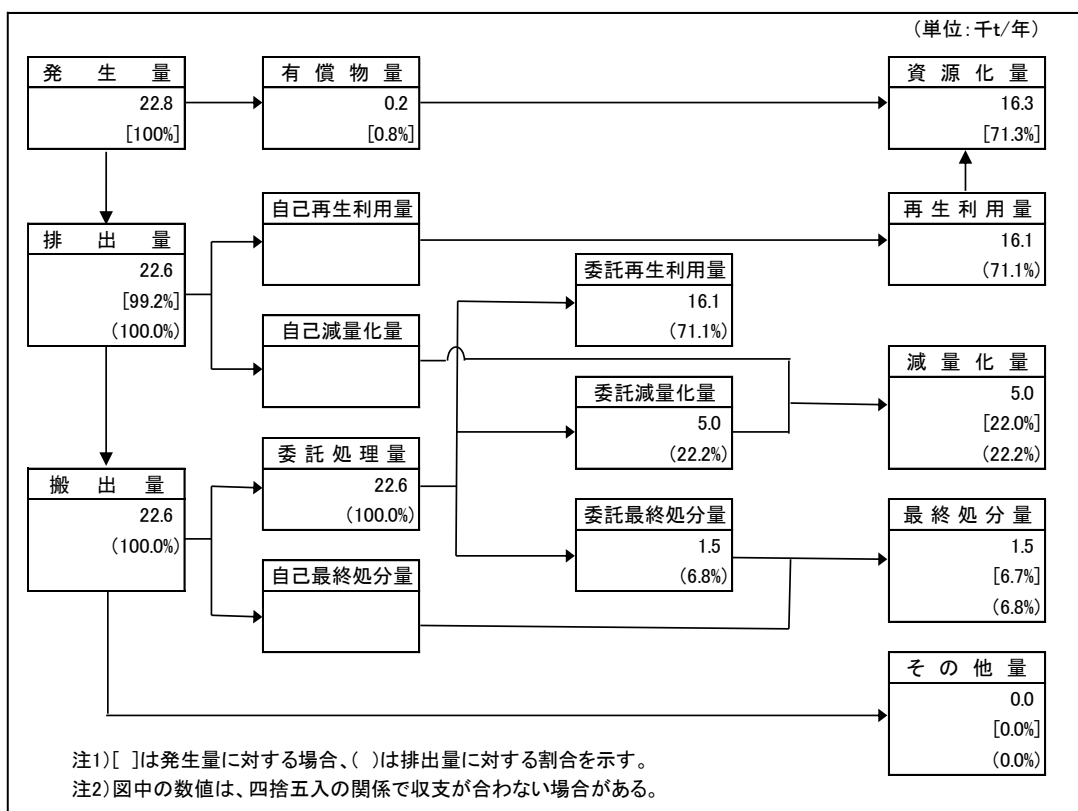 （単位：千t/年）
発生量
22.8
[100%]
有償物量
0.2
[0.8%]
資源化量
16.3
[71.3%]
排出量
22.6
[99.2%]
(100.0%)
自己再生利用量
再生利用量
16.1
(71.1%)
委託再生利用量
16.1
(71.1%)
自己減量化量
減量化量
5.0
[22.0%]
(22.2%)
委託減量化量
5.0
(22.2%)
搬出量
22.6
(100.0%)
委託処理量
22.6
(100.0%)
委託最終処分量
1.5
(6.8%)
最終処分量
1.5
[6.7%]
(6.8%)
自己最終処分量
その他量
0.0
[0.0%]
(0.0%)
注1)[ ]は発生量に対する場合、( )は排出量に対する割合を示す。
注2)図中の数値は、四捨五入の関係で収支が合わない場合がある。